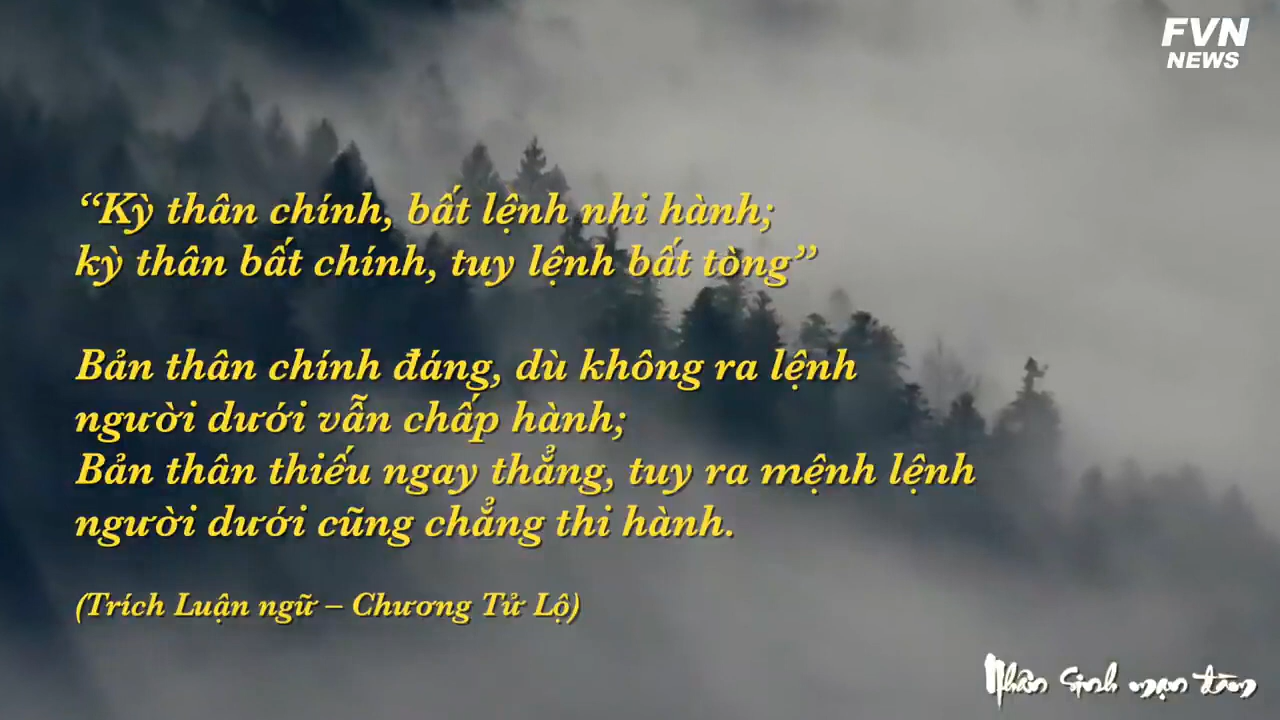 FVN
NEWS
“Kỳ thân chính, bất lệnh nhi hành;
kỳ thân bất chính, tuy lệnh bất tòng”
Bản thân chính đáng, dù không ra lệnh
người dưới vẫn chấp hành;
Bản thân thiếu ngay thẳng, tuy ra mệnh lệnh
người dưới cũng chẳng thi hành.
(Trích Luận ngữ – Chương Tử Lộ)
Nhân Sinh mạn đàm